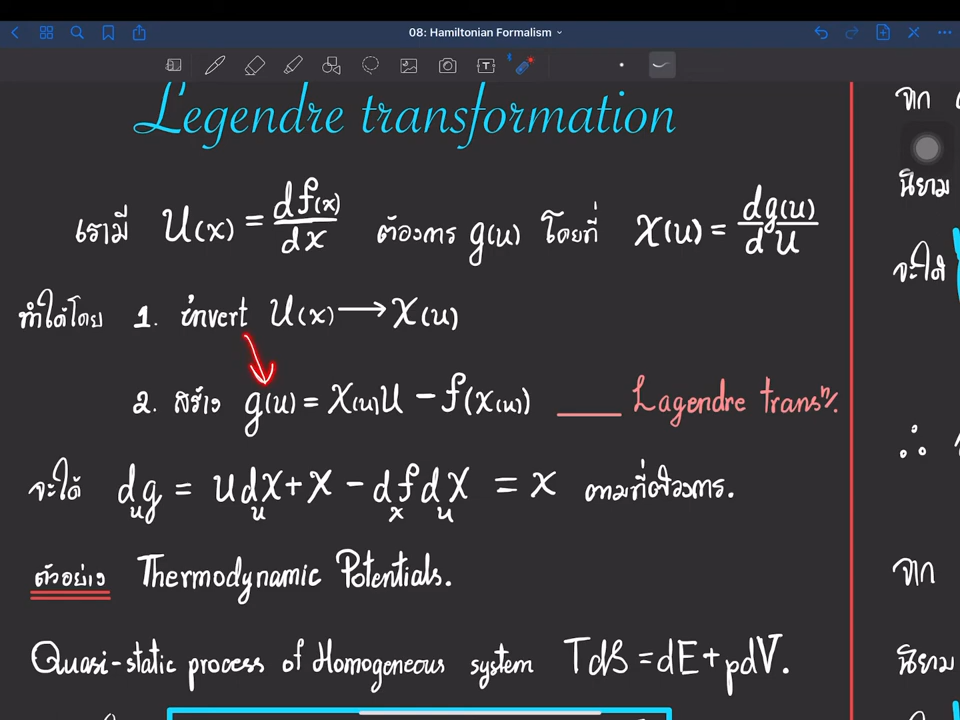 08: Hamiltonian Formalism
Legendre transformation
เรามี u(x) = df(x)/dx ต้องการ g(u) โดยที่ x(u) = dg(u)/du
ทำได้โดย 1. invert u(x) → x(u)
2. สร้าง g(u) = x(u)u - f(x(u)) ____ Lagendre transⁿ/.
จะได้ d_u g = u d_u x + x - d_x f d_u x = x ตามที่ต้องการ.
ตัวอย่าง Thermodynamic Potentials.
Quasi-static process of Homogeneous system TdS = dE + pdV.
จาก
นิยาม
จะได้
∴
จาก
นิยาม